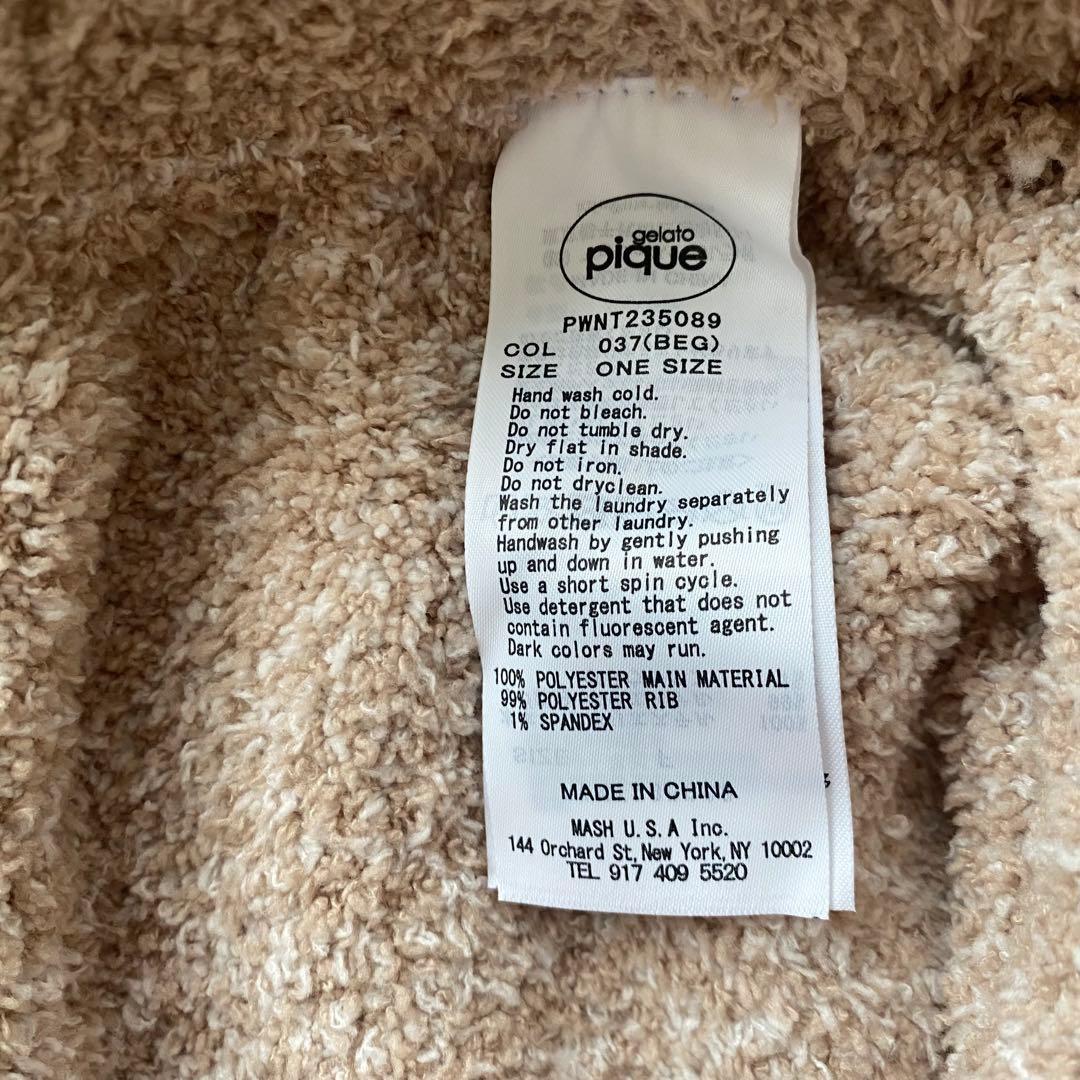 gelato
pique
PWNT235089
COL 037(BEG)
SIZE ONE SIZE
Hand wash cold.
Do not bleach.
Do not tumble dry.
Dry flat in shade.
Do not iron.
Do not dryclean.
Wash the laundry separately
from other laundry.
Handwash by gently pushing
up and down in water.
Use a short spin cycle.
Use detergent that does not
contain fluorescent agent.
Dark colors may run.
100% POLYESTER MAIN MATERIAL
99% POLYESTER RIB
1% SPANDEX
MADE IN CHINA
MASH U.S.A Inc.
144 Orchard St, New York, NY 10002
TEL 917 409 5520